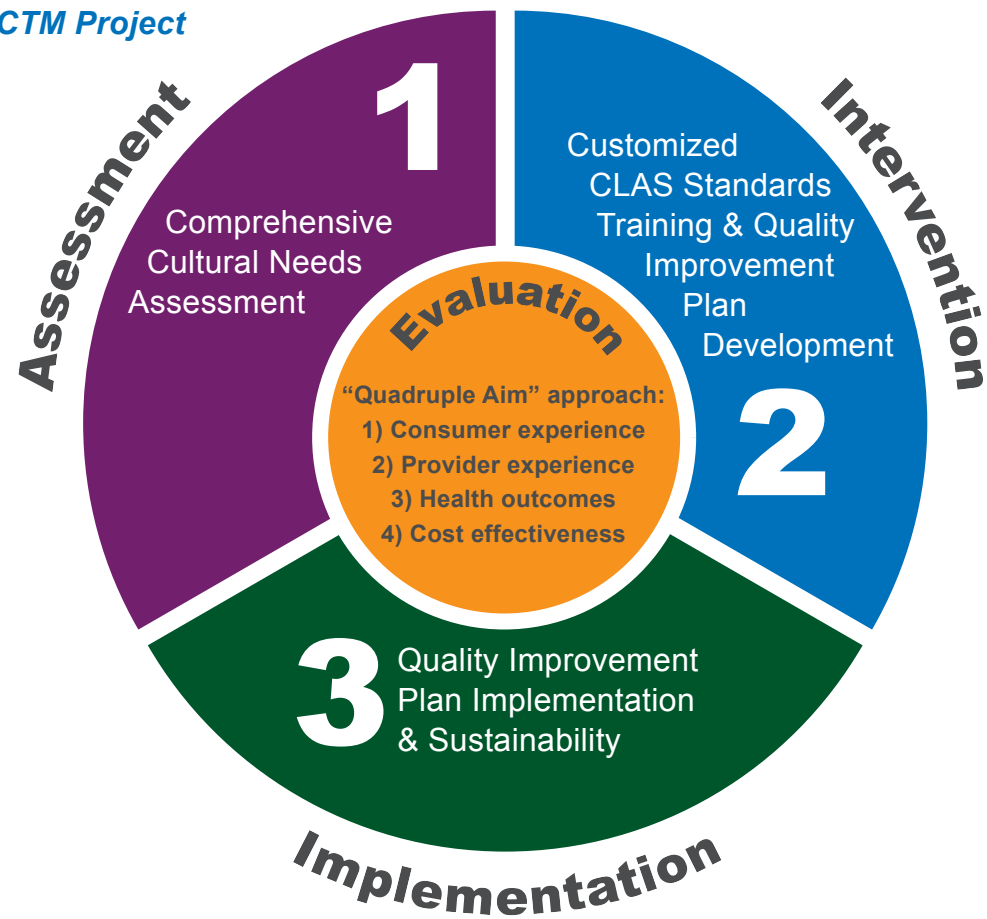 CTM Project
Assessment
1
Comprehensive
Cultural Needs
Assessment
Intervention
Customized
CLAS Standards
Training & Quality
Improvement
Plan
Development
2
Evaluation
“Quadruple Aim” approach:
1) Consumer experience
2) Provider experience
3) Health outcomes
4) Cost effectiveness
3
Quality Improvement
Plan Implementation
& Sustainability
Implementation